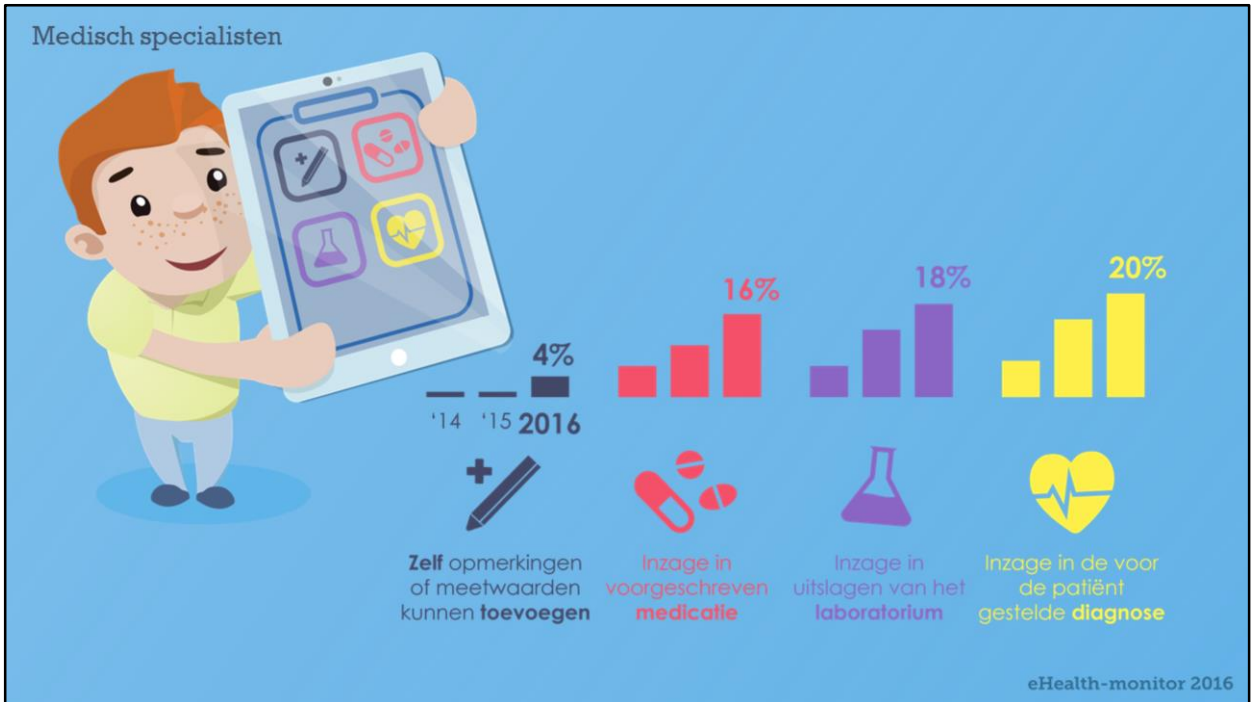 Medisch specialisten
4%
16%
18%
20%
‘14 ‘15 2016
Zelf opmerkingen
of meetwaarden
kunnen toevoegen
Inzage in
voorgeschreven
medicatie
Inzage in
uitslagen van het
laboratorium
Inzage in de voor
de patiënt
gestelde diagnose
eHealth-monitor 2016